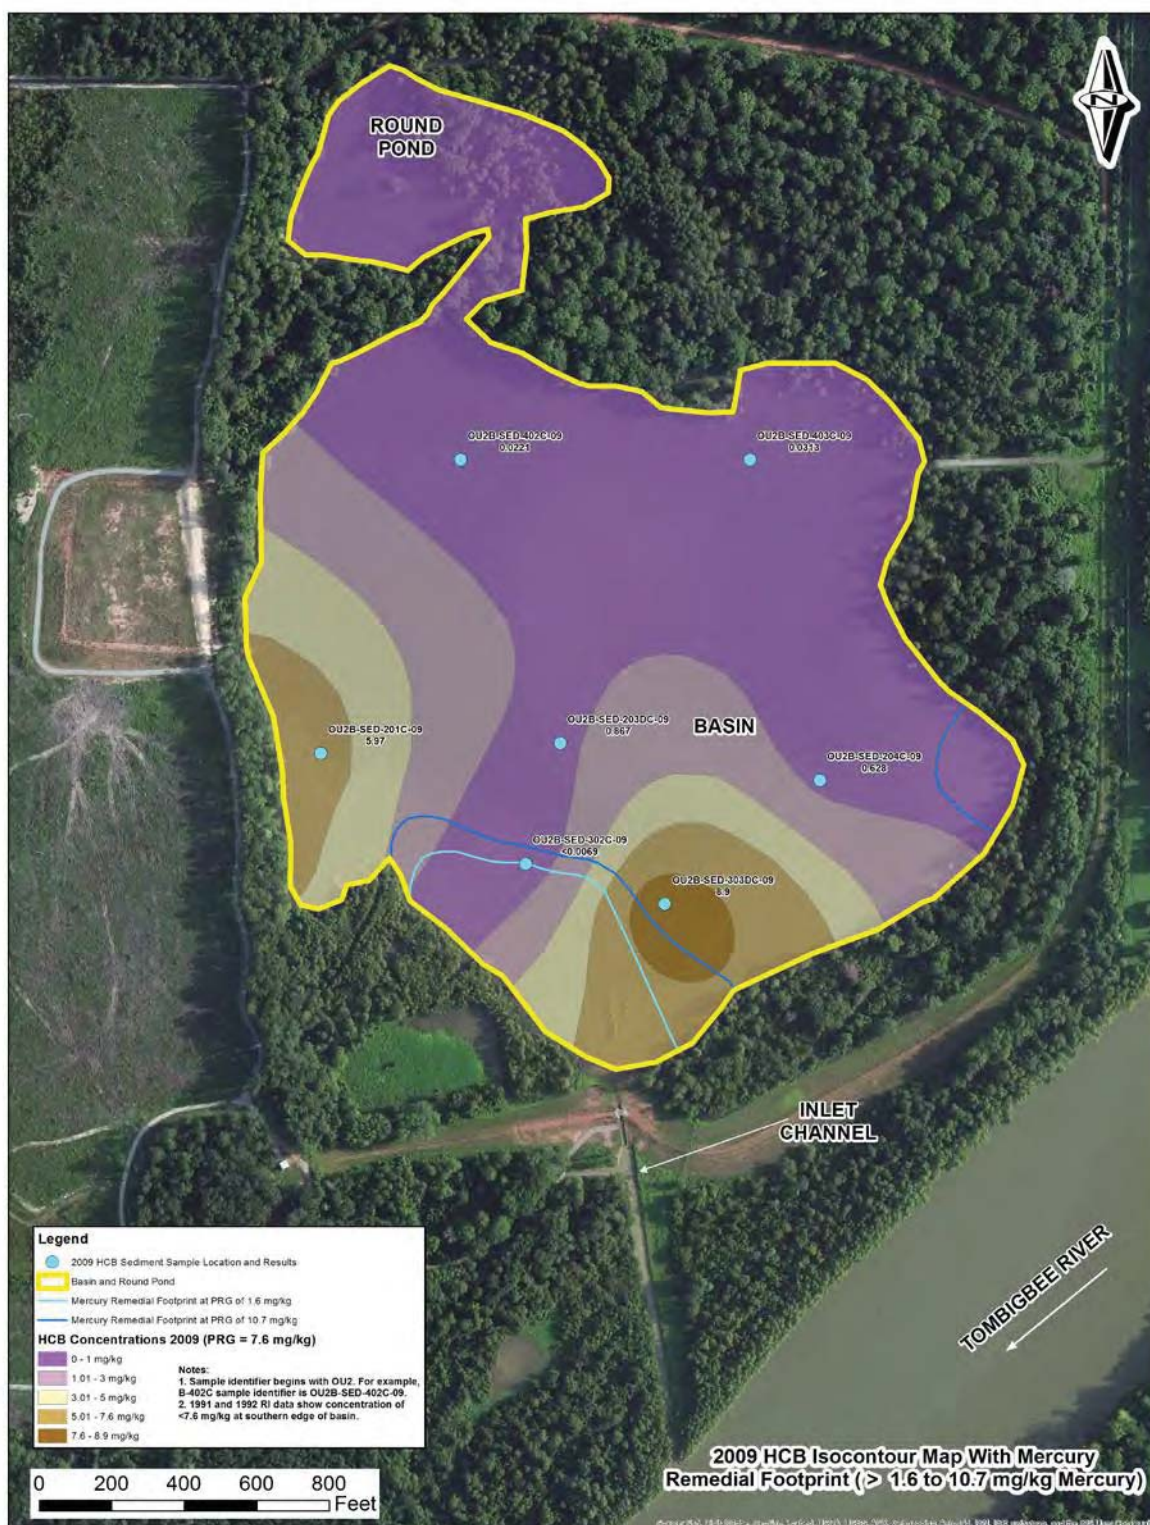 N
ROUND
POND
OU2B-SED-402C-09
0.0221
OU2B-SED-403C-09
0.0313
OU2B-SED-203DC-09
0.867
BASIN
OU2B-SED-201C-09
5.97
OU2B-SED-204C-09
0.628
OU2B-SED-302C-09
<0.0069
OU2B-SED-303DC-09
8.9
INLET
CHANNEL
TOMBIGBEE RIVER
Legend
2009 HCB Sediment Sample Location and Results
Basin and Round Pond
Mercury Remedial Footprint at PRG of 1.6 mg/kg
Mercury Remedial Footprint at PRG of 10.7 mg/kg
HCB Concentrations 2009 (PRG = 7.6 mg/kg)
0 - 1 mg/kg
1.01 - 3 mg/kg
3.01 - 5 mg/kg
5.01 - 7.6 mg/kg
7.6 - 8.9 mg/kg
Notes:
1. Sample identifier begins with OU2. For example,
B-402C sample identifier is OU2B-SED-402C-09.
2. 1991 and 1992 RI data show concentration of
<7.6 mg/kg at southern edge of basin.
0 200 400 600 800
Feet
2009 HCB Isocontour Map With Mercury
Remedial Footprint ( > 1.6 to 10.7 mg/kg Mercury)